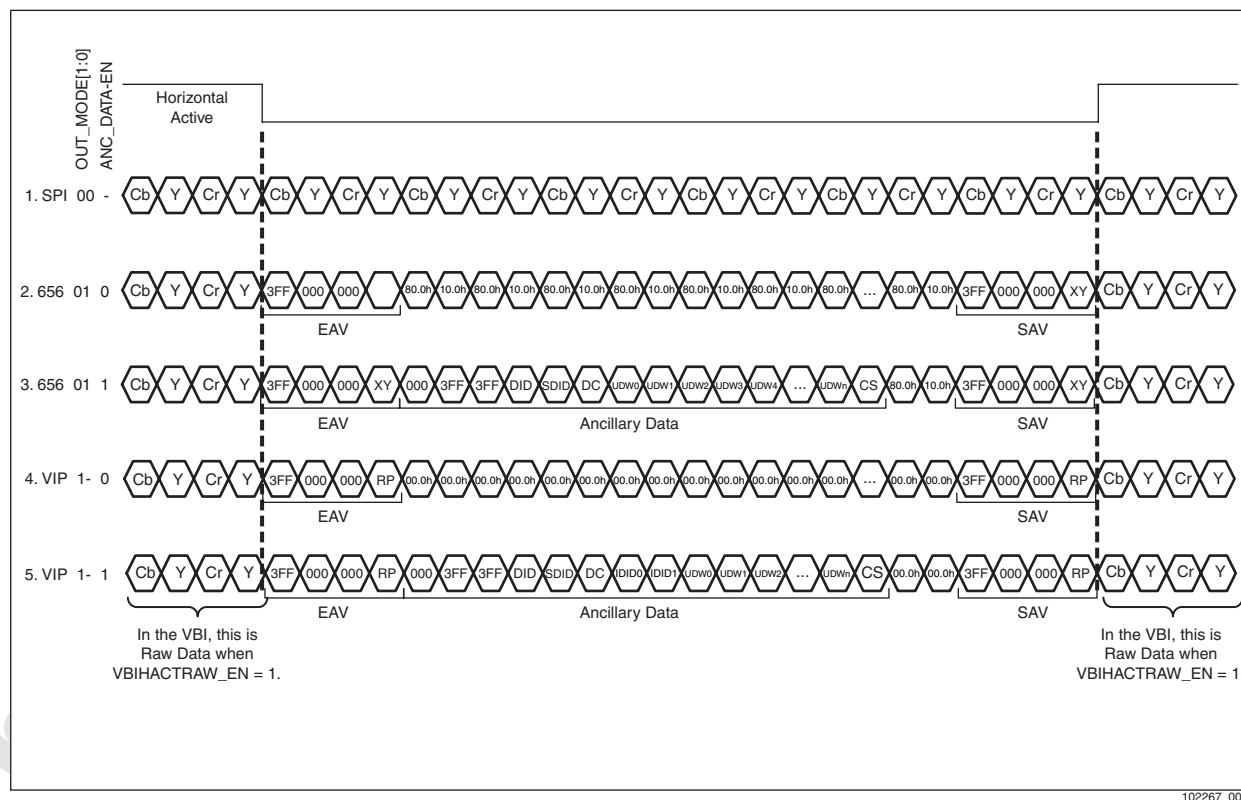 OUT_MODE[1:0]
ANC_DATA-EN
Horizontal
Active
1. SPI 00 - Cb Y Cr Y Cb Y Cr Y Cb Y Cr Y Cb Y Cr Y Cb Y Cr Y Cb Y Cr Y Cb Y Cr Y Cb Y Cr Y
2. 656 01 0 Cb Y Cr Y 3FF 000 000 80.0h 10.0h 80.0h 10.0h 80.0h 10.0h 80.0h 10.0h 80.0h 10.0h 80.0h 10.0h 80.0h ... 80.0h 10.0h 3FF 000 000 XY Cb Y Cr Y
EAV SAV
3. 656 01 1 Cb Y Cr Y 3FF 000 000 XY 000 3FF 3FF DID SDID DC UDW0 UDW1 UDW2 UDW3 UDW4 ... UDWn CS 80.0h 10.0h 3FF 000 000 XY Cb Y Cr Y
EAV Ancillary Data SAV
4. VIP 1- 0 Cb Y Cr Y 3FF 000 000 RP 00.0h 00.0h 00.0h 00.0h 00.0h 00.0h 00.0h 00.0h 00.0h 00.0h 00.0h 00.0h 00.0h ... 00.0h 00.0h 3FF 000 000 RP Cb Y Cr Y
EAV SAV
5. VIP 1- 1 Cb Y Cr Y 3FF 000 000 RP 000 3FF 3FF DID SDID DC IDID0 IDID1 UDW0 UDW1 UDW2 ... UDWn CS 00.0h 00.0h 3FF 000 000 RP Cb Y Cr Y
EAV Ancillary Data SAV
In the VBI, this is
Raw Data when
VBIHACTRAW_EN = 1.
In the VBI, this is
Raw Data when
VBIHACTRAW_EN = 1
102267_00